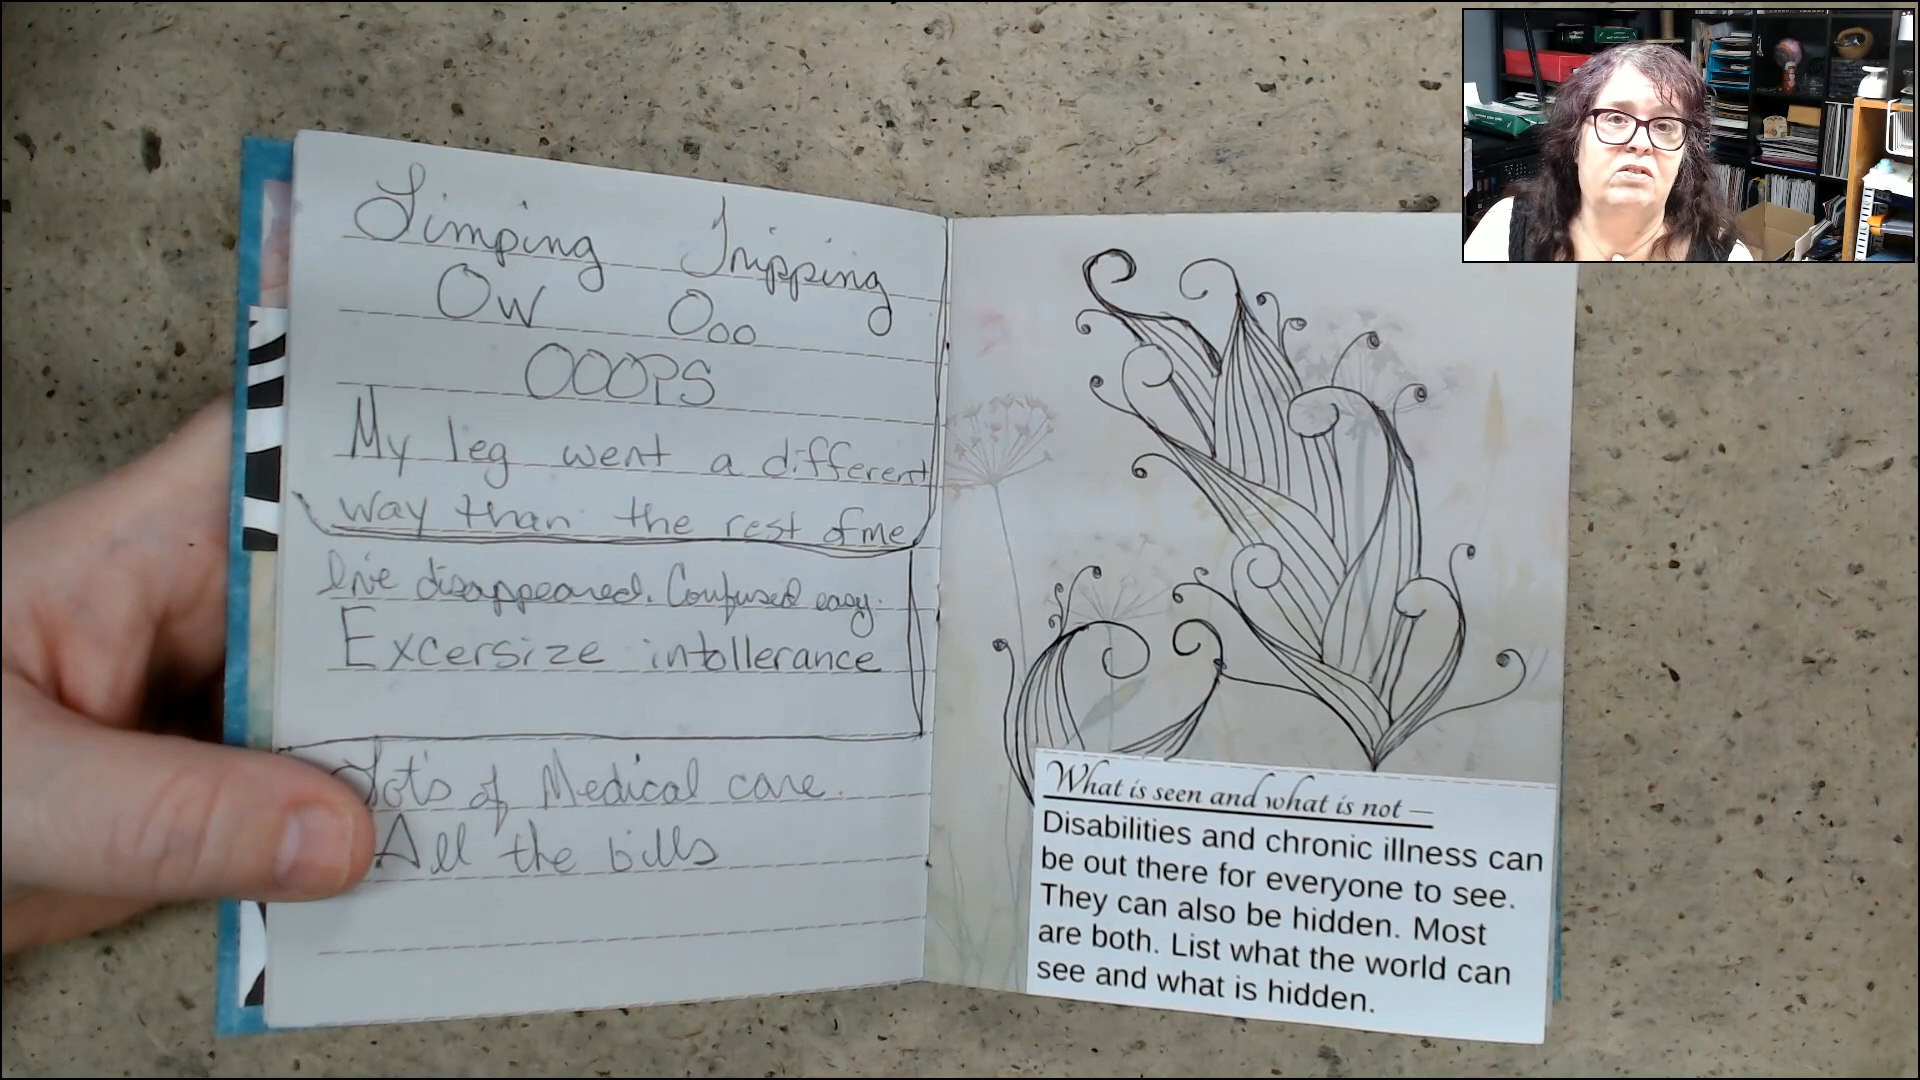 Limping Tripping
Ow Ooo
OOOPS
My leg went a different
way than the rest of me
Iv'e disappeared. Confused easy.
Excersize intollerance
Lot's of Medical care.
All the bills
What is seen and what is not —
Disabilities and chronic illness can
be out there for everyone to see.
They can also be hidden. Most
are both. List what the world can
see and what is hidden.